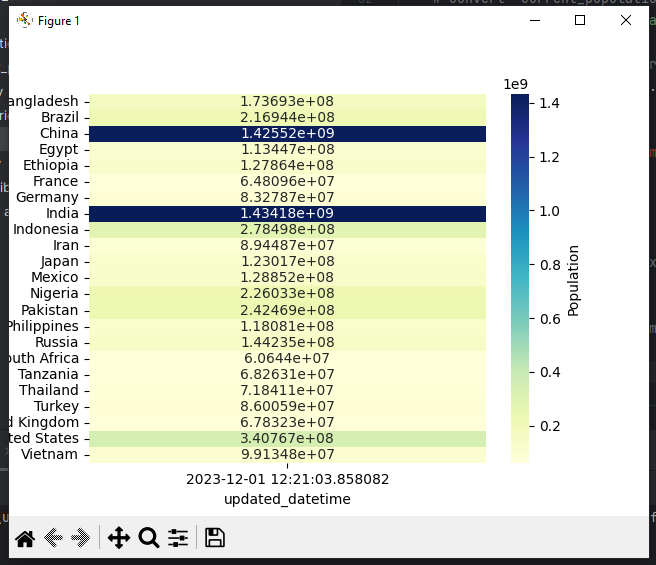 Figure 1
1e9
angladesh 1.73693e+08
Brazil 2.16944e+08
China 1.42552e+09
Egypt 1.13447e+08
Ethiopia 1.27864e+08
France 6.48096e+07
Germany 8.32787e+07
India 1.43418e+09
Indonesia 2.78498e+08
Iran 8.94487e+07
Japan 1.23017e+08
Mexico 1.28852e+08
Nigeria 2.26033e+08
Pakistan 2.42469e+08
Philippines 1.18081e+08
Russia 1.44235e+08
outh Africa 6.0644e+07
Tanzania 6.82631e+07
Thailand 7.18411e+07
Turkey 8.60059e+07
d Kingdom 6.78323e+07
ted States 3.40767e+08
Vietnam 9.91348e+07
2023-12-01 12:21:03.858082
updated_datetime
1.4
1.2
1.0
0.8
0.6
0.4
0.2
Population